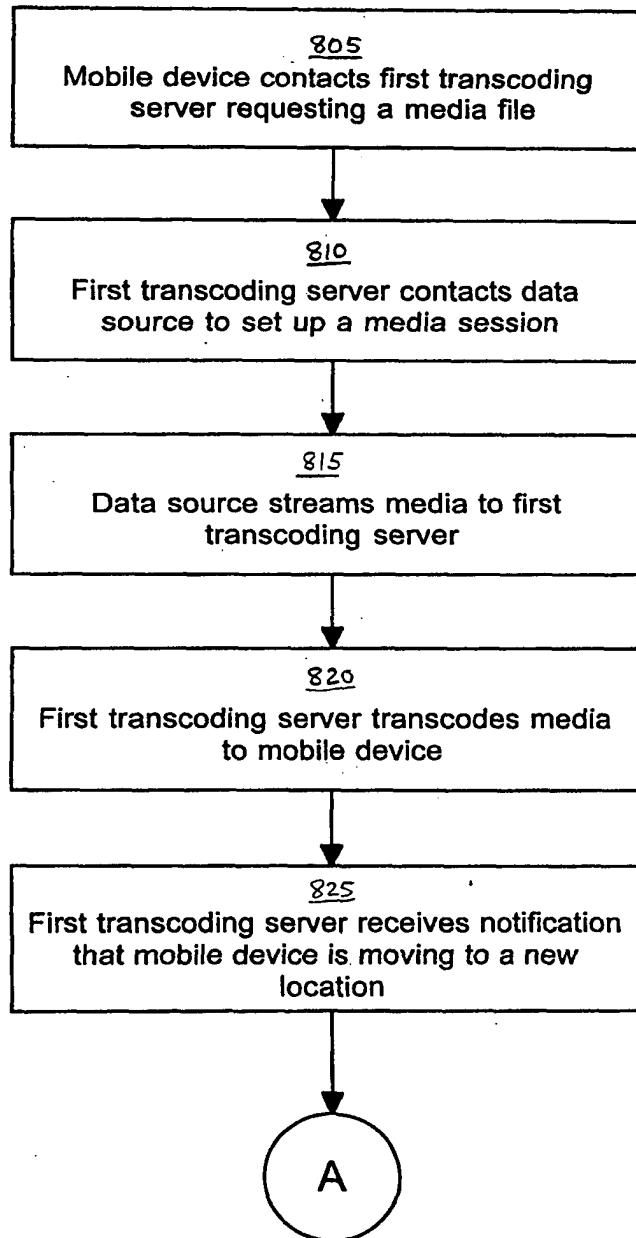 805
Mobile device contacts first transcoding
server requesting a media file
810
First transcoding server contacts data
source to set up a media session
815
Data source streams media to first
transcoding server
820
First transcoding server transcodes media
to mobile device
825
First transcoding server receives notification
that mobile device is moving to a new
location
A